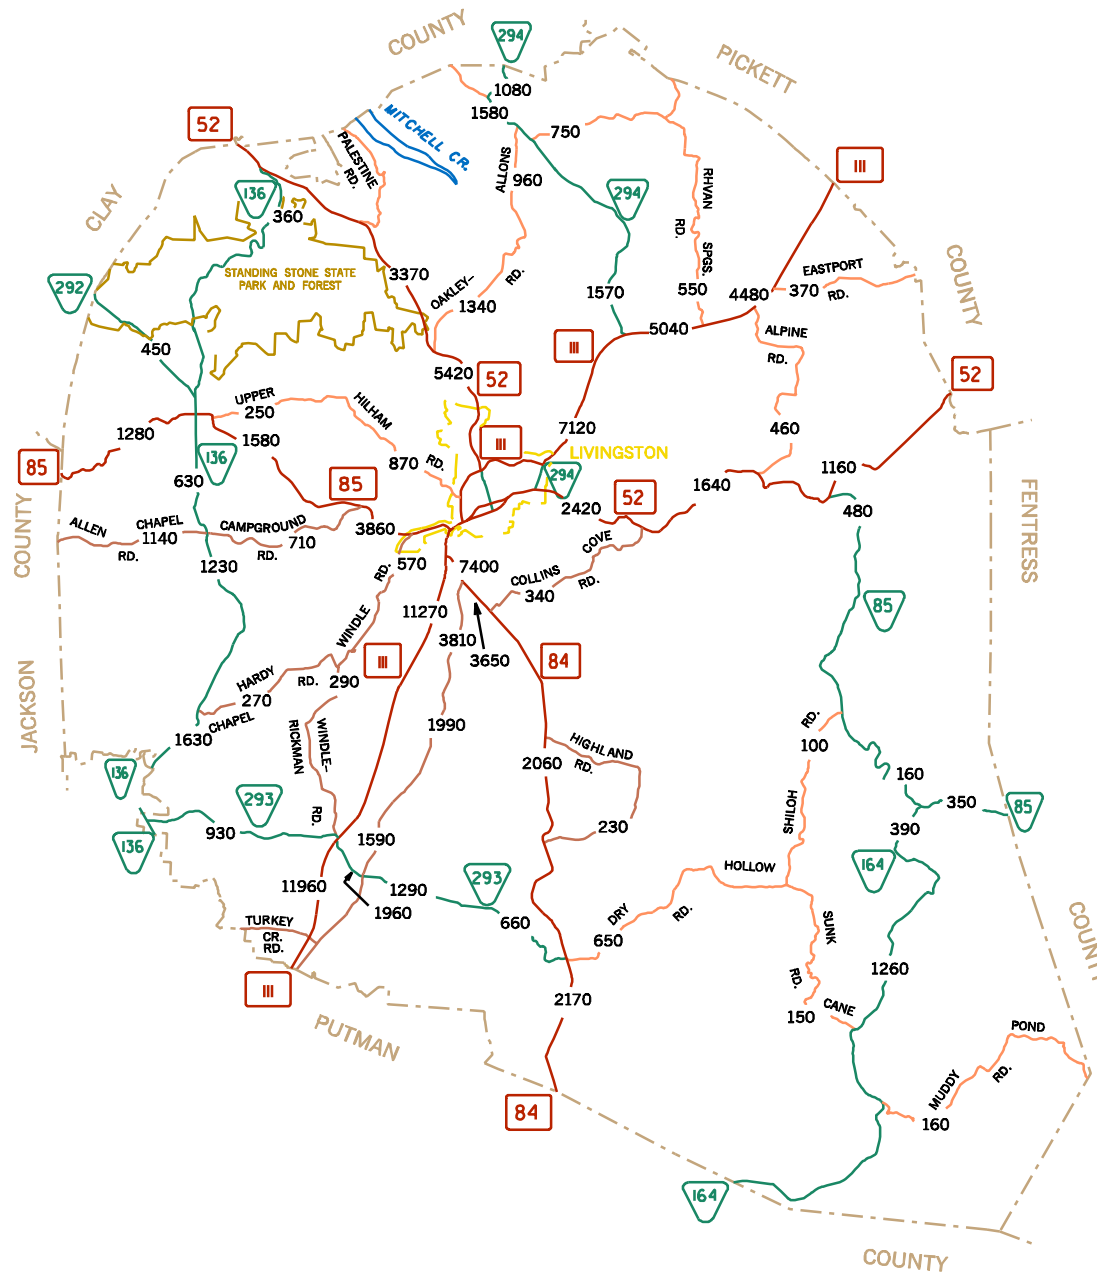 COUNTY
294
PICKETT
1080
1580
52
MITCHELL CR.
750
PALESTINE
RD.
ALLONS
960
III
136
294
RHVAN
RD.
SPGS.
360
CLAY
STANDING STONE STATE
PARK AND FOREST
3370
OAKLEY-
RD.
1340
292
1570
550
4480
EASTPORT
370
RD.
COUNTY
5040
ALPINE
RD.
450
III
5420
52
52
UPPER
250
HILHAM
870
RD.
1280
1580
7120
460
III
LIVINGSTON
85
136
85
294
630
2420
52
1640
1160
480
COUNTY
FENTRESS
ALLEN
RD.
CHAPEL
1140
CAMPGROUND
RD.
710
3860
570
RD.
7400
COVE
COLLINS
340
RD.
1230
WINDLE
11270
3810
3650
85
III
84
JACKSON
HARDY
RD.
270
CHAPEL
290
1630
WINDLE-
RICKMAN
RD.
1990
HIGHLAND
RD.
2060
RD.
100
136
160
293
350
85
SHILOH
930
230
390
136
1590
164
HOLLOW
11960
1290
293
1960
660
DRY
RD.
650
SUNK
RD.
CANE
150
TURKEY
CR.
RD.
COUNTY
1260
III
2170
PUTMAN
POND
RD.
MUDDY
160
84
164
COUNTY